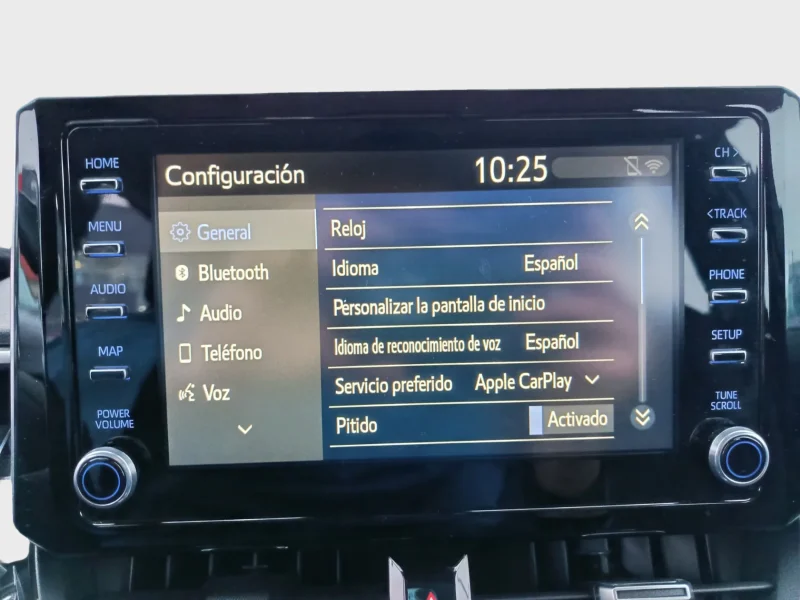 HOME
MENU
AUDIO
MAP
POWER
VOLUME
Configuración 10:25
General
Bluetooth
Audio
Teléfono
Voz
Reloj
Idioma Español
Personalizar la pantalla de inicio
Idioma de reconocimiento de voz Español
Servicio preferido Apple CarPlay
Pitido Activado
CH >
< TRACK
PHONE
SETUP
TUNE
SCROLL